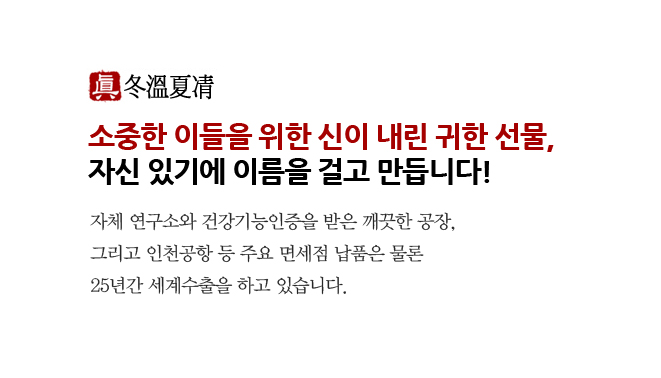 眞 冬溫夏凊
소중한 이들을 위한 신이 내린 귀한 선물,
자신 있기에 이름을 걸고 만듭니다!
자체 연구소와 건강기능인증을 받은 깨끗한 공장,
그리고 인천공항 등 주요 면세점 납품은 물론
25년간 세계수출을 하고 있습니다.